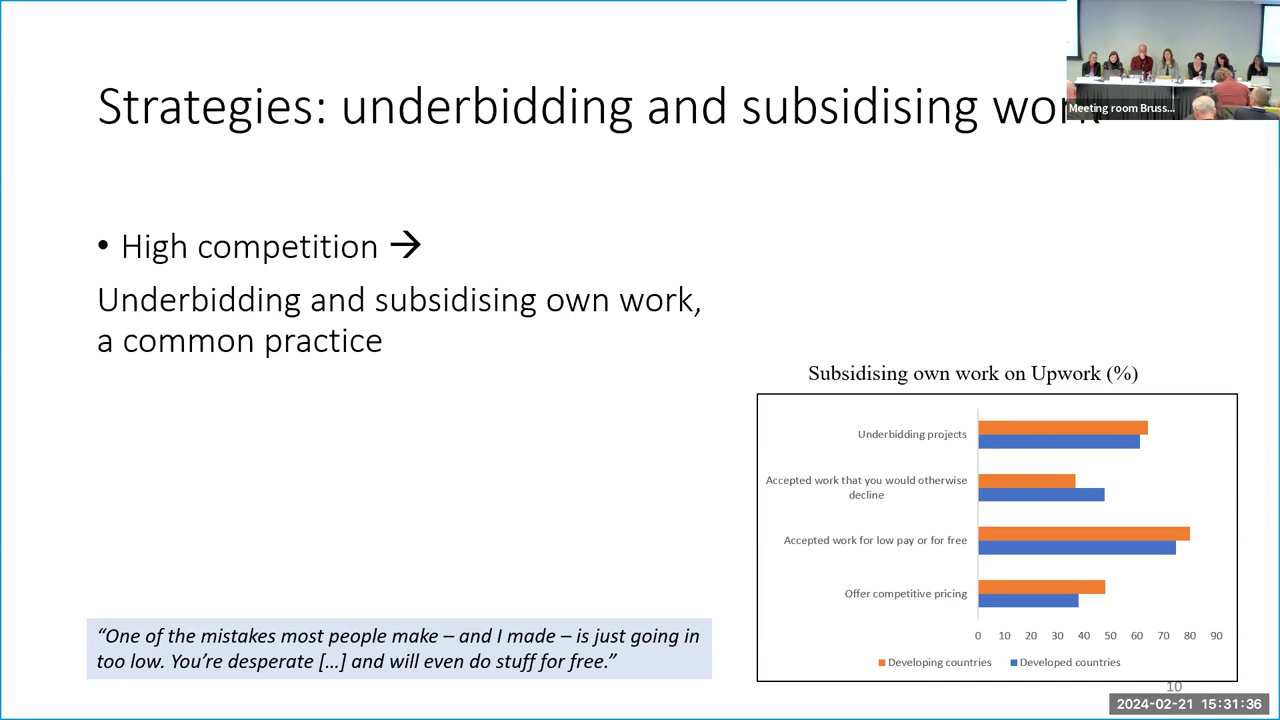 Strategies: underbidding and subsidising work
Meeting room Bruss...
• High competition →
Underbidding and subsidising own work,
a common practice
Subsidising own work on Upwork (%)
Underbidding projects
Accepted work that you would otherwise
decline
Accepted work for low pay or for free
Offer competitive pricing
0 10 20 30 40 50 60 70 80 90
Developing countries Developed countries
“One of the mistakes most people make – and I made – is just going in
too low. You’re desperate […] and will even do stuff for free.”
10
2024-02-21 15:31:36